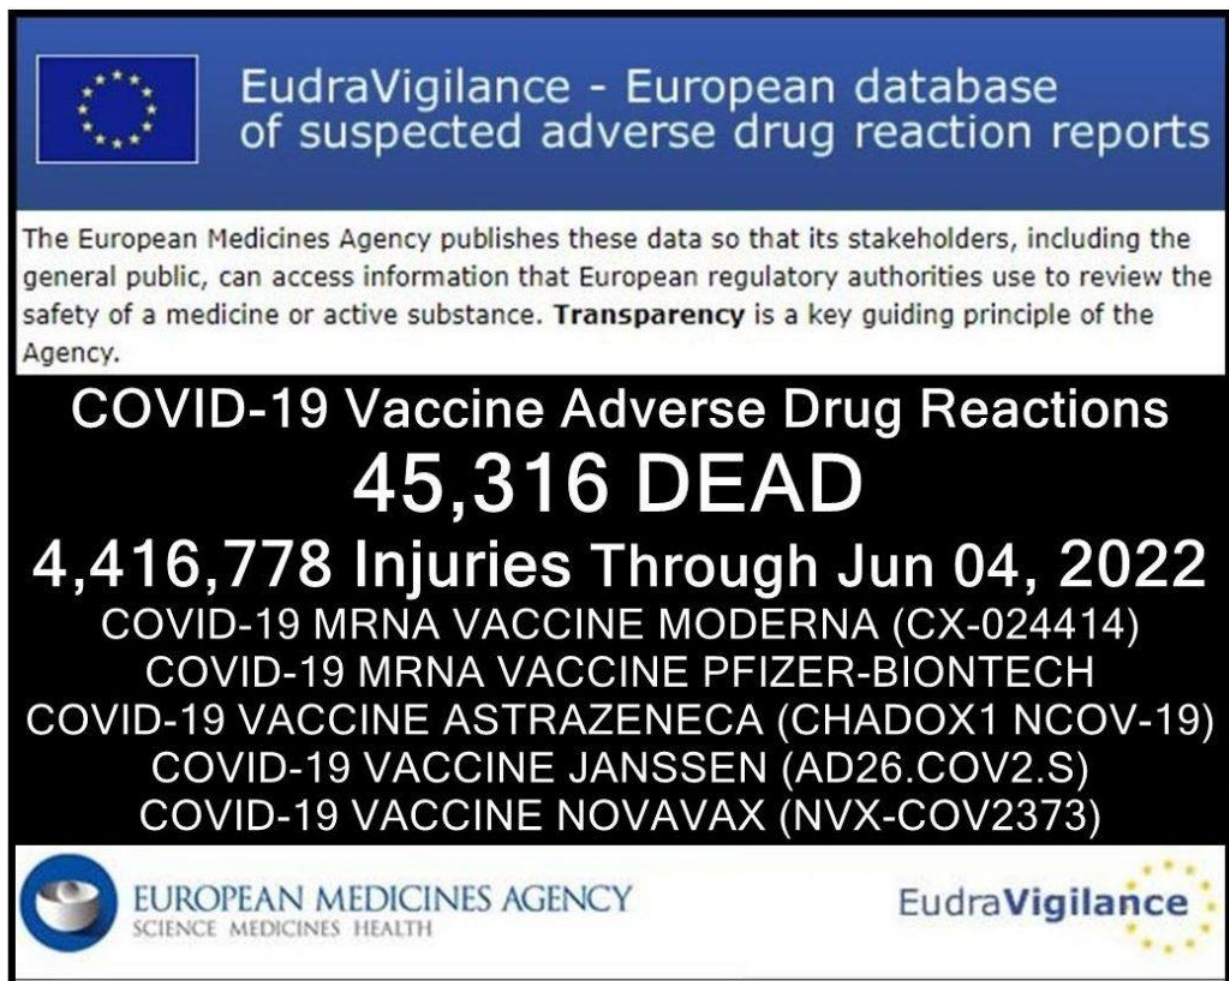 EudraVigilance - European database
of suspected adverse drug reaction reports
The European Medicines Agency publishes these data so that its stakeholders, including the
general public, can access information that European regulatory authorities use to review the
safety of a medicine or active substance. Transparency is a key guiding principle of the
Agency.
COVID-19 Vaccine Adverse Drug Reactions
45,316 DEAD
4,416,778 Injuries Through Jun 04, 2022
COVID-19 MRNA VACCINE MODERNA (CX-024414)
COVID-19 MRNA VACCINE PFIZER-BIONTECH
COVID-19 VACCINE ASTRAZENECA (CHADOX1 NCOV-19)
COVID-19 VACCINE JANSSEN (AD26.COV2.S)
COVID-19 VACCINE NOVAVAX (NVX-COV2373)
EUROPEAN MEDICINES AGENCY
SCIENCE MEDICINES HEALTH
EudraVigilance